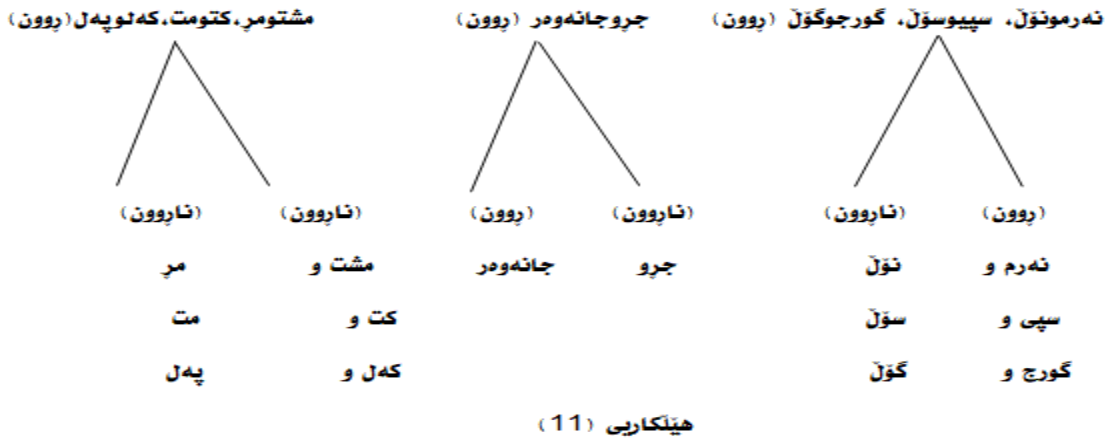 نەرمونۆڵ، سپیوسۆڵ، گورجوگۆڵ (ڕوون) جڕوجانەوەر (ڕوون) مشتومڕ،کتومت،کەلوپەل(ڕوون)
(ڕوون) (ناڕوون) (ناڕوون) (ڕوون) (ناڕوون) (ناڕوون)
نەرم و نۆڵ جڕو جانەوەر مشت و مڕ
سپی و سۆڵ کت و مت
گورج و گۆڵ کەل و پەل
هێڵکاریی (11)